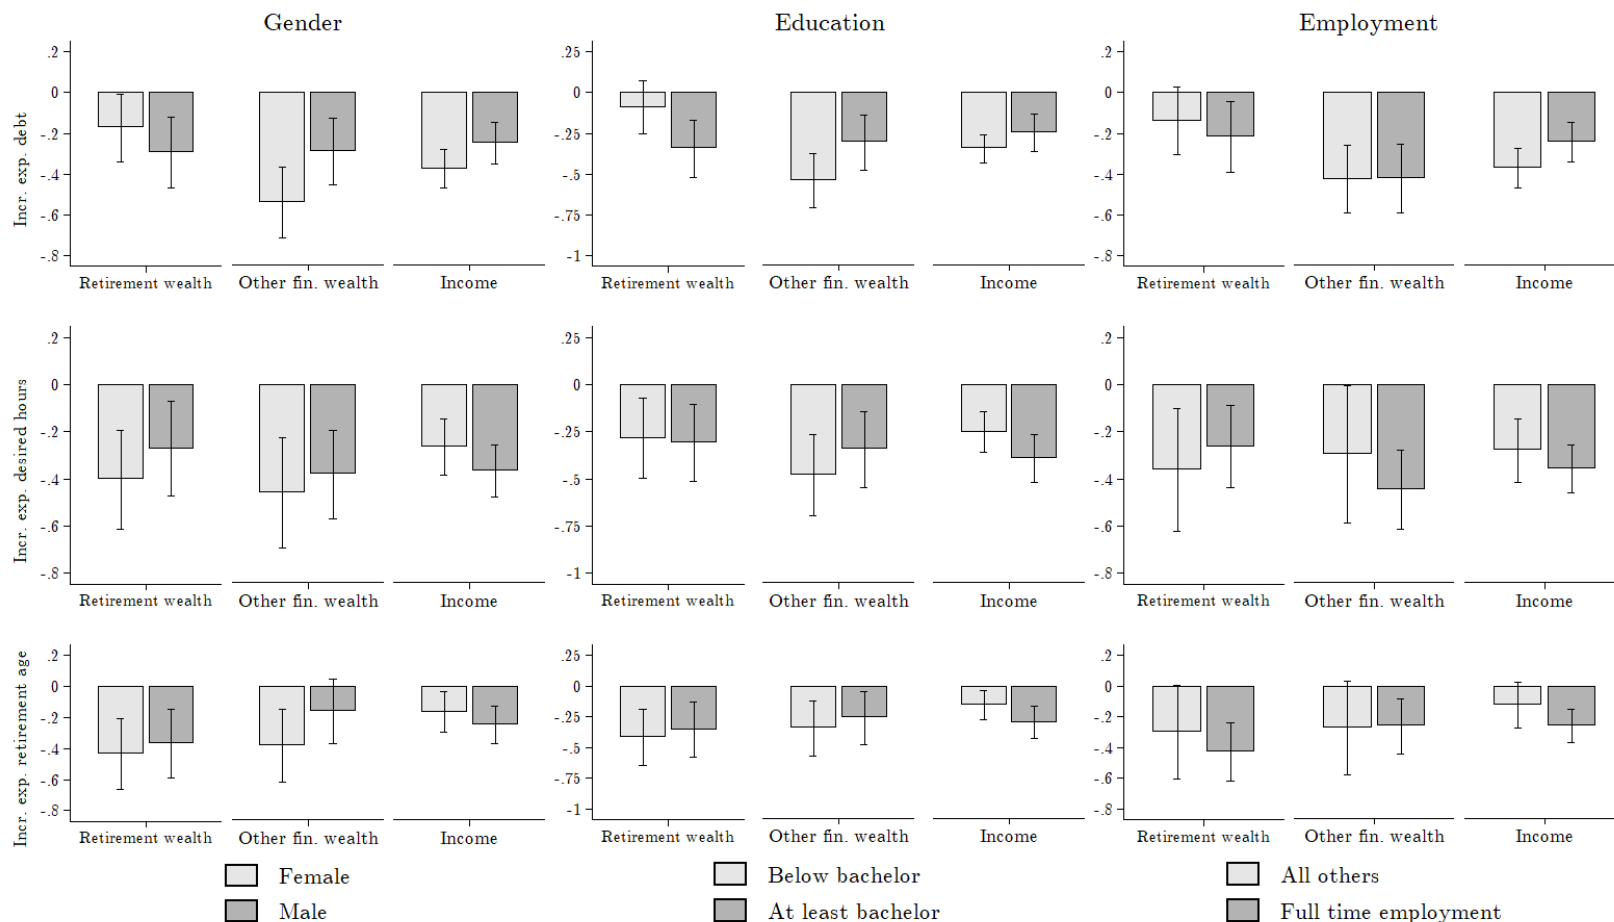 Gender Education Employment
Incr. exp. debt
.2 0 -.2 -.4 -.6 -.8
Retirement wealth Other fin. wealth Income
.25 0 -.25 -.5 -.75 -1
Retirement wealth Other fin. wealth Income
.2 0 -.2 -.4 -.6 -.8
Retirement wealth Other fin. wealth Income
Incr. exp. desired hours
.2 0 -.2 -.4 -.6 -.8
Retirement wealth Other fin. wealth Income
.25 0 -.25 -.5 -.75 -1
Retirement wealth Other fin. wealth Income
.2 0 -.2 -.4 -.6 -.8
Retirement wealth Other fin. wealth Income
Incr. exp. retirement age
.2 0 -.2 -.4 -.6 -.8
Retirement wealth Other fin. wealth Income
.25 0 -.25 -.5 -.75 -1
Retirement wealth Other fin. wealth Income
.2 0 -.2 -.4 -.6 -.8
Retirement wealth Other fin. wealth Income
Female
Male
Below bachelor
At least bachelor
All others
Full time employment